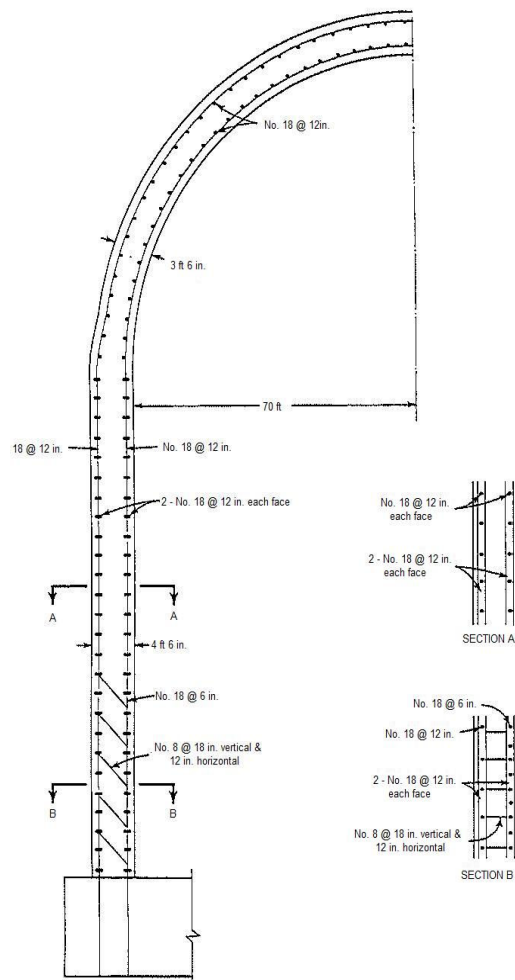 No. 18 @ 12in.
3 ft 6 in.
70 ft
18 @ 12 in.
No. 18 @ 12 in.
2 - No. 18 @ 12 in. each face
A
A
4 ft 6 in.
No. 18 @ 6 in.
No. 8 @ 18 in. vertical &
12 in. horizontal
B
B
No. 18 @ 12 in.
each face
2 - No. 18 @ 12 in.
each face
SECTION A
No. 18 @ 6 in.
No. 18 @ 12 in.
2 - No. 18 @ 12 in.
each face
No. 8 @ 18 in. vertical &
12 in. horizontal
SECTION B